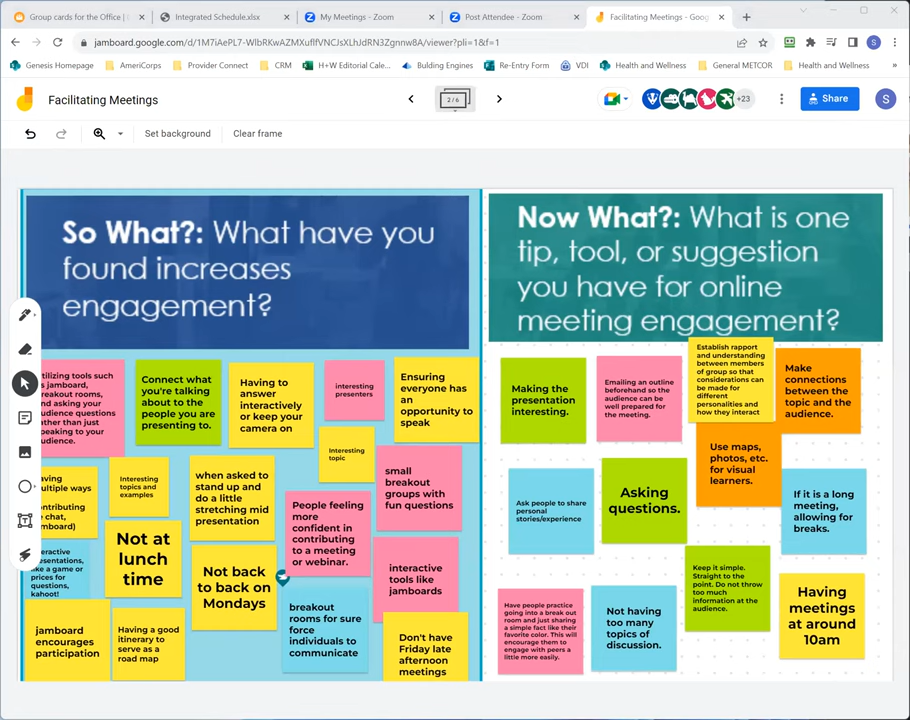 Group cards for the Office |
Integrated Schedule.xlsx
My Meetings - Zoom
Post Attendee - Zoom
Facilitating Meetings - Goog
jamboard.google.com/d/1M7iAePL7-WlbRKwAZMXuflfVNCJsXLhJdRN3Zgnnw8A/viewer?pli=1&f=1
Genesis Homepage
AmeriCorps
Provider Connect
CRM
H+W Editorial Cale...
Bulding Engines
Re-Entry Form
VDI
Health and Wellness
General METCOR
Health and Wellness
Facilitating Meetings
2/6
+23
Share
S
Set background
Clear frame
So What?: What have you
found increases
engagement?
tilizing tools such
s jamboard,
reakout rooms,
nd asking your
udience questions
ther than just
peaking to your
udience.
Connect what
you're talking
about to the
people you are
presenting to.
Having to
answer
interactively
or keep your
camera on
interesting
presenters
Ensuring
everyone has
an
opportunity to
speak
aving
ultiple ways
ontributing
chat,
mboard)
Interesting
topics and
examples
when asked to
stand up and
do a little
stretching mid
presentation
Interesting
topic
small
breakout
groups with
fun questions
People feeling
more
confident in
contributing
to a meeting
or webinar.
Not at
lunch
time
Not back
to back on
Mondays
interactive
tools like
jamboards
teractive
esentations,
ke a game or
prizes for
questions,
kahoot!
jamboard
encourages
participation
Having a good
itinerary to
serve as a
road map
breakout
rooms for sure
force
individuals to
communicate
Don't have
Friday late
afternoon
meetings
Now What?: What is one
tip, tool, or suggestion
you have for online
meeting engagement?
Making the
presentation
interesting.
Emailing an outline
beforehand so the
audience can be
well prepared for
the meeting.
Establish rapport
and understanding
between members
of group so that
considerations can
be made for
different
personalities and
how they interact
Make
connections
between the
topic and the
audience.
Use maps,
photos, etc.
for visual
learners.
Ask people to share
personal
stories/experience
Asking
questions.
If it is a long
meeting,
allowing for
breaks.
Keep it simple.
Straight to the
point. Do not throw
too much
information at the
audience.
Have people practice
going into a break out
room and just sharing
a simple fact like their
favorite color. This will
encourage them to
engage with peers a
little more easily.
Not having
too many
topics of
discussion.
Having
meetings
at around
10am